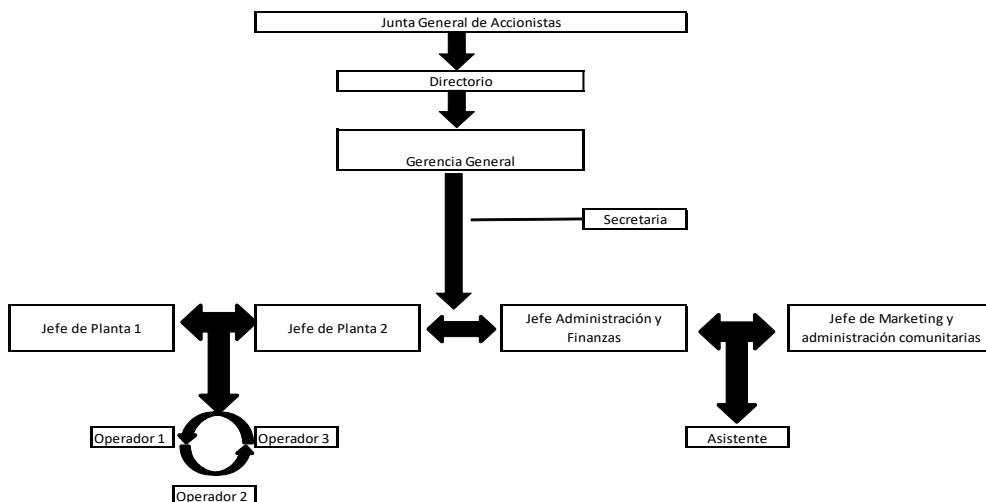 Junta General de Accionistas
Directorio
Gerencia General
Secretaria
Jefe de Planta 1
Jefe de Planta 2
Jefe Administración y
Finanzas
Jefe de Marketing y
administración comunitarias
Operador 1
Operador 3
Asistente
Operador 2